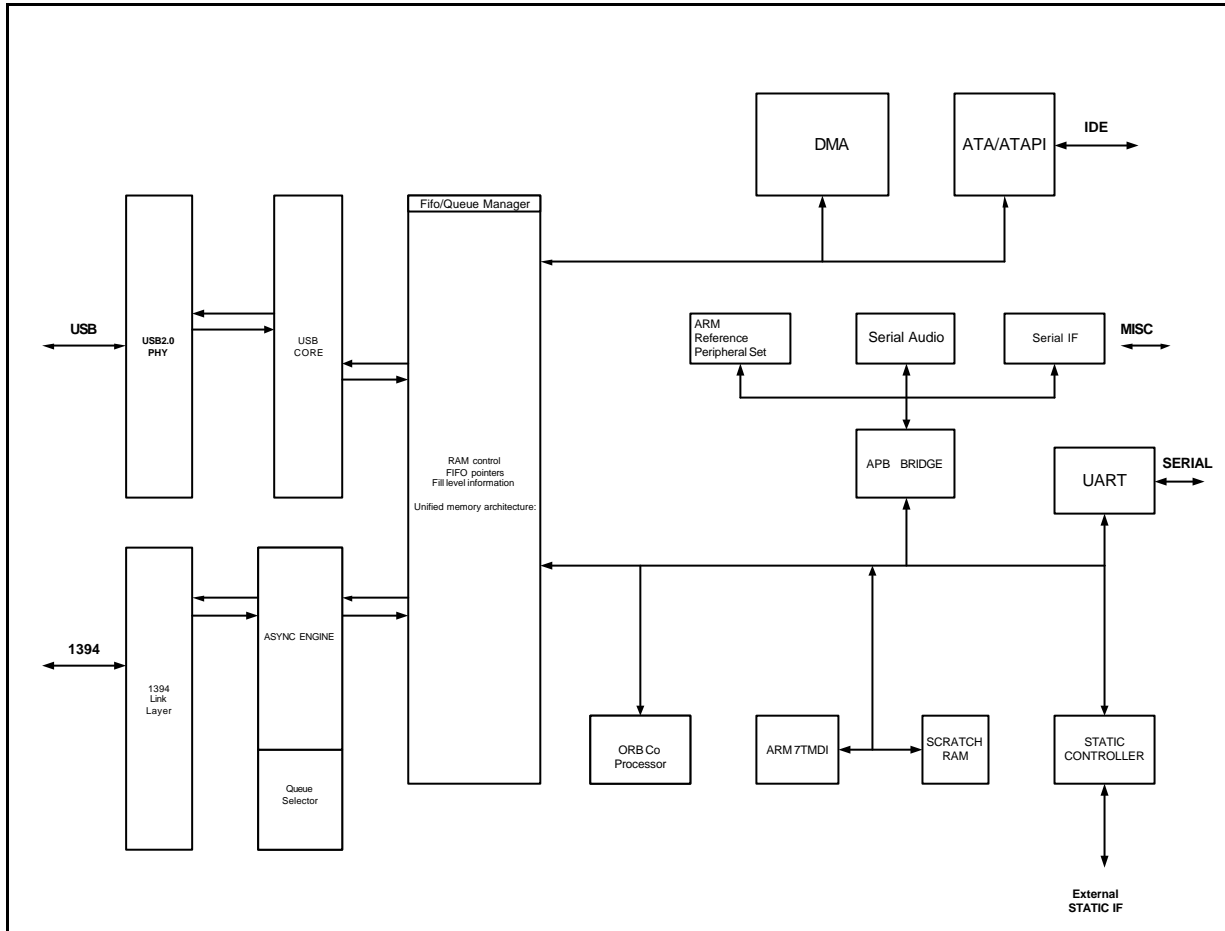 DMA
ATA/ATAPI
IDE
Fifo/Queue Manager
USB
USB2.0
PHY
USB
CORE
ARM
Reference
Peripheral Set
Serial Audio
Serial IF
MISC
RAM control
FIFO pointers
Fill level information
Unified memory architecture:
APB BRIDGE
UART
SERIAL
1394
1394
Link
Layer
ASYNC ENGINE
Queue
Selector
ORB Co
Processor
ARM 7TMDI
SCRATCH
RAM
STATIC
CONTROLLER
External
STATIC IF